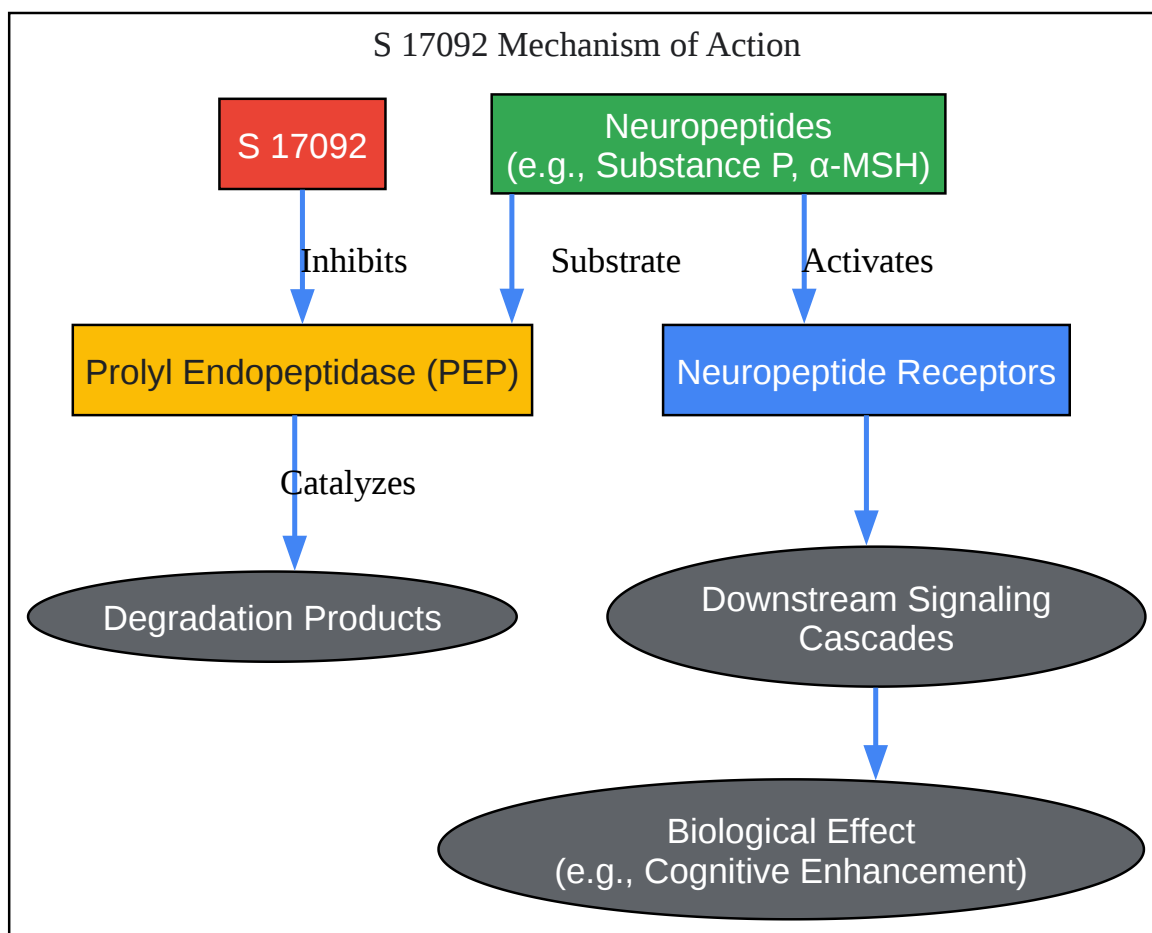 S 17092 Mechanism of Action
S 17092
Neuropeptides
(e.g., Substance P, α-MSH)
Inhibits
Substrate
Activates
Prolyl Endopeptidase (PEP)
Neuropeptide Receptors
Catalyzes
Degradation Products
Downstream Signaling
Cascades
Biological Effect
(e.g., Cognitive Enhancement)